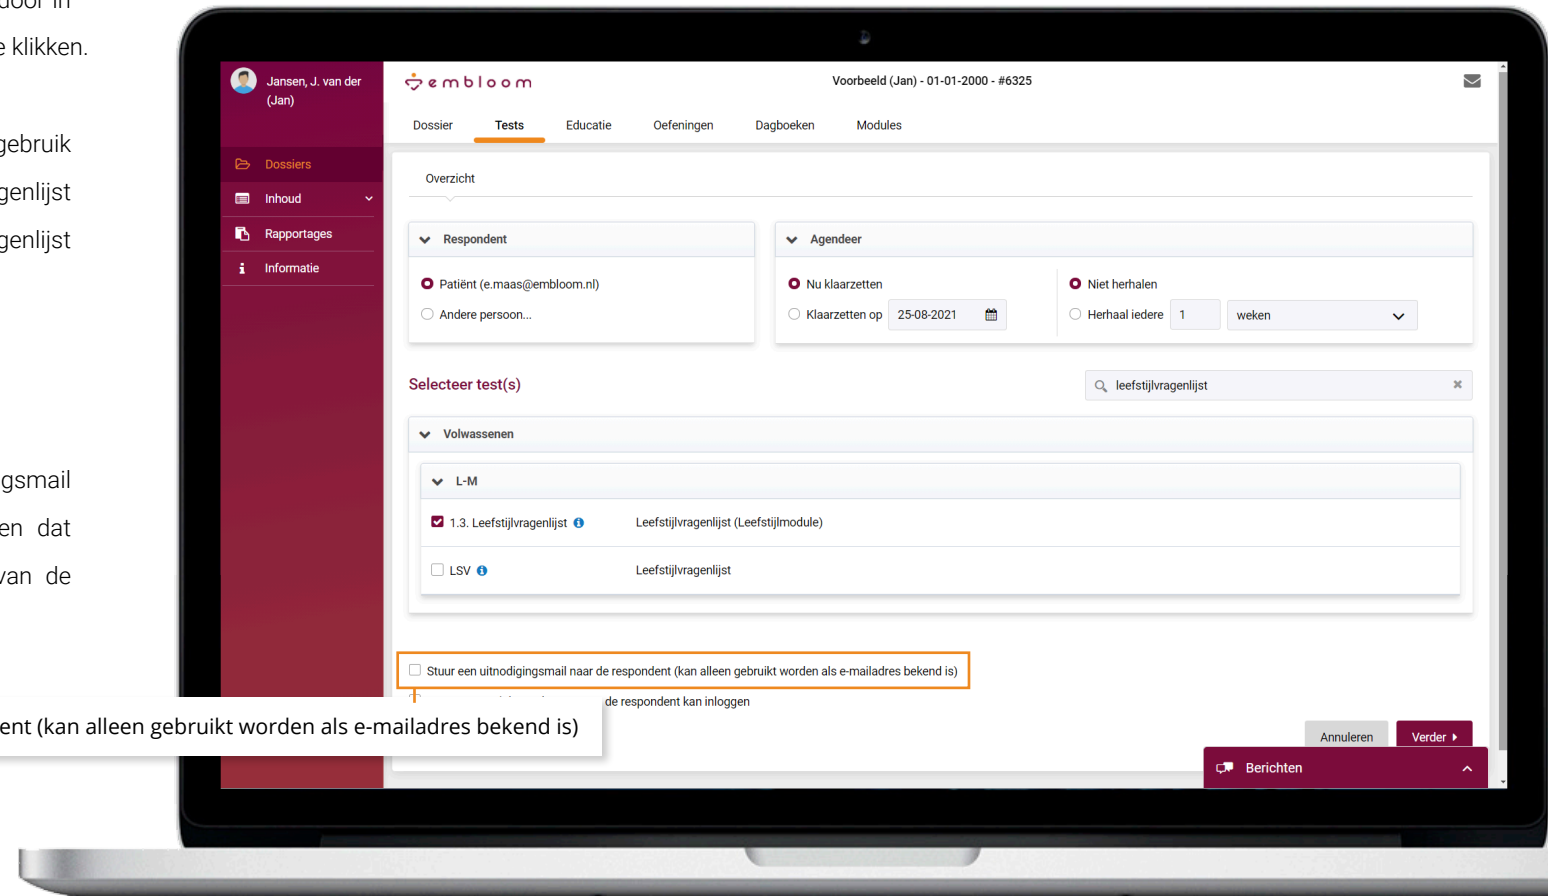 door in
klikken.
gebruik
gsmail
en dat
van de
Jansen, J. van der
(Jan)
Dossiers
Inhoud
Rapportages
Informatie
embloom
Voorbeeld (Jan) - 01-01-2000 - #6325
Dossier Tests Educatie Oefeningen Dagboeken Modules
Overzicht
Respondent
Patiënt (e.maas@embloom.nl)
Andere persoon...
Agendeer
Nu klaarzetten
Klaarzetten op 25-08-2021
Niet herhalen
Herhaal iedere 1 weken
Selecteer test(s)
leefstijlvragenlijst
Volwassenen
L-M
1.3. Leefstijlvragenlijst Leefstijlvragenlijst (Leefstijlmodule)
LSV Leefstijlvragenlijst
Stuur een uitnodigingsmail naar de respondent (kan alleen gebruikt worden als e-mailadres bekend is)
de respondent kan inloggen
ent (kan alleen gebruikt worden als e-mailadres bekend is)
Annuleren Verder
Berichten